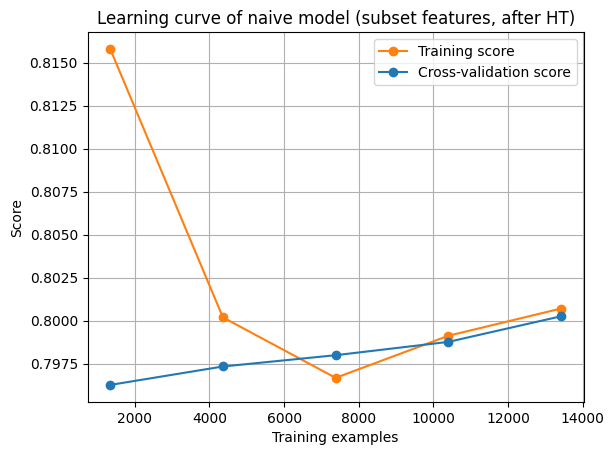 Learning curve of naive model (subset features, after HT)
Training score
Cross-validation score
0.8150
0.8125
0.8100
0.8075
0.8050
0.8025
0.8000
0.7975
Score
2000 4000 6000 8000 10000 12000 14000
Training examples